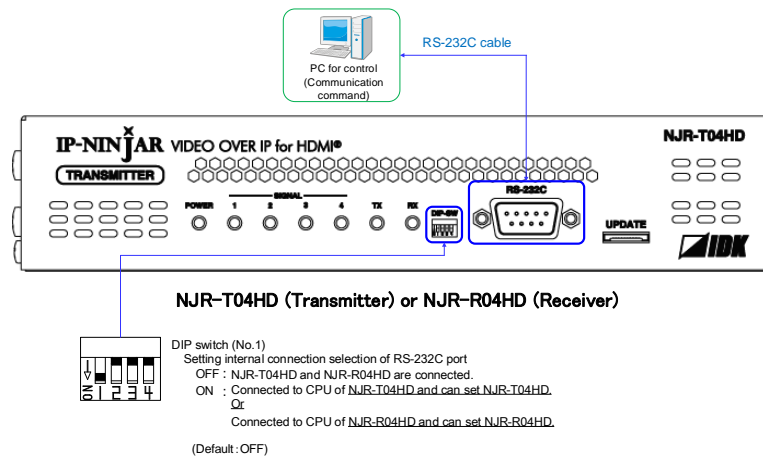 RS-232C cable
PC for control
(Communication
command)
IP-NINJAR VIDEO OVER IP for HDMI®
NJR-T04HD
TRANSMITTER
SIGNAL
RS-232C
POWER 1 2 3 4 TX RX DIP-SW
UPDATE
IDK
NJR-T04HD (Transmitter) or NJR-R04HD (Receiver)
DIP switch (No.1)
Setting internal connection selection of RS-232C port
OFF : NJR-T04HD and NJR-R04HD are connected.
ON : Connected to CPU of NJR-T04HD and can set NJR-T04HD.
Or
Connected to CPU of NJR-R04HD and can set NJR-R04HD.
ON 1 2 3 4
(Default : OFF)